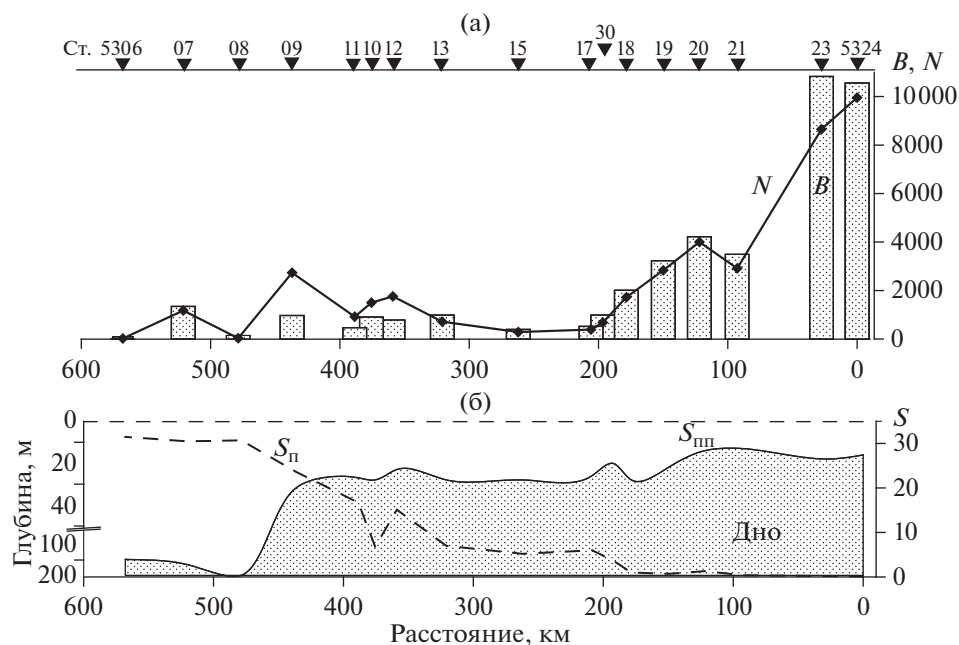 (а)
30
Ст. 5306 07 08 09 11 10 12 13 15 17 18 19 20 21 23 5324
B, N
10000
8000
6000
4000
2000
0
N B
600 500 400 300 200 100 0
(б)
Глубина, м
0
20
40
100
200
S
30
20
10
0
Sп
Sпп
Дно
600 500 400 300 200 100 0
Расстояние, км